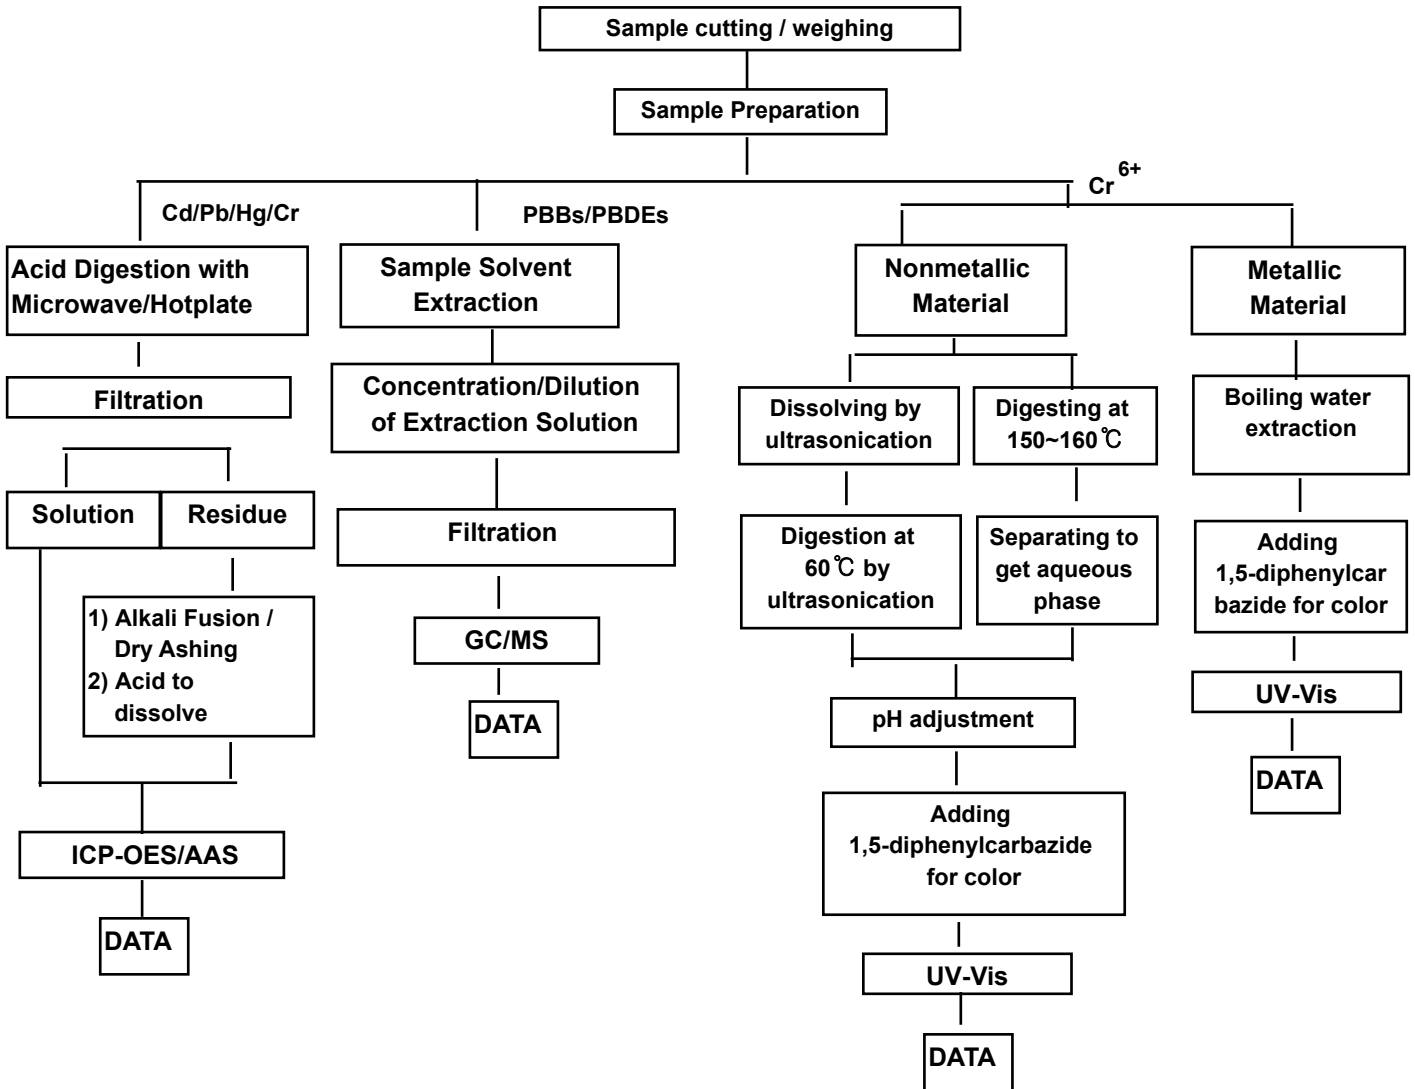 Sample cutting / weighing
Sample Preparation
Cr 6+
Cd/Pb/Hg/Cr
PBBs/PBDEs
Acid Digestion with
Microwave/Hotplate
Filtration
Solution
Residue
1) Alkali Fusion /
Dry Ashing
2) Acid to
dissolve
ICP-OES/AAS
DATA
Sample Solvent
Extraction
Concentration/Dilution
of Extraction Solution
Filtration
GC/MS
DATA
Nonmetallic
Material
Dissolving by
ultrasonication
Digestion at
60℃ by
ultrasonication
Digesting at
150~160℃
Separating to
get aqueous
phase
pH adjustment
Adding
1,5-diphenylcarbazide
for color
UV-Vis
DATA
Metallic
Material
Boiling water
extraction
Adding
1,5-diphenylcar
bazide for color
UV-Vis
DATA